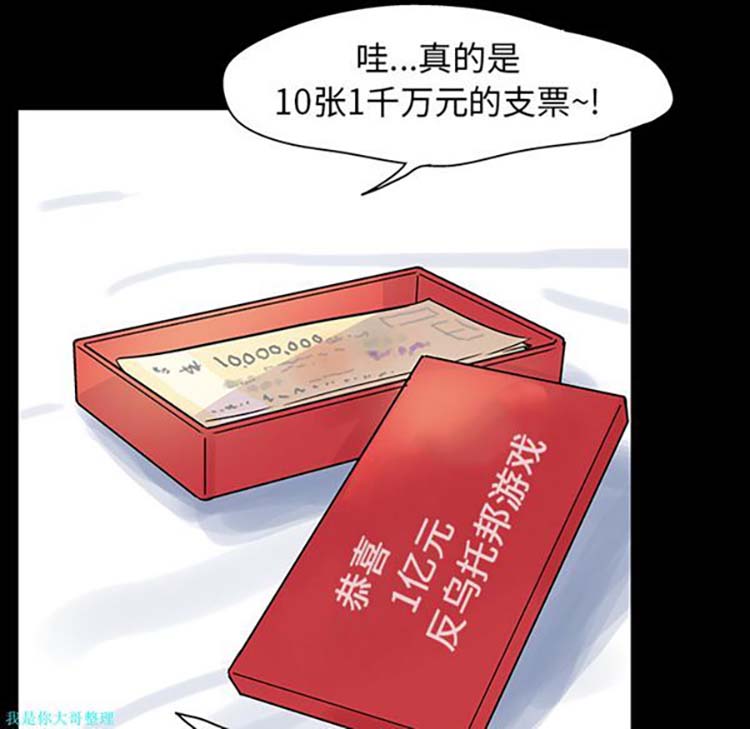 哇...真的是
10张1千万元的支票~!
10,000,000
恭喜
1亿元
反乌托邦游戏
我是你大哥整理